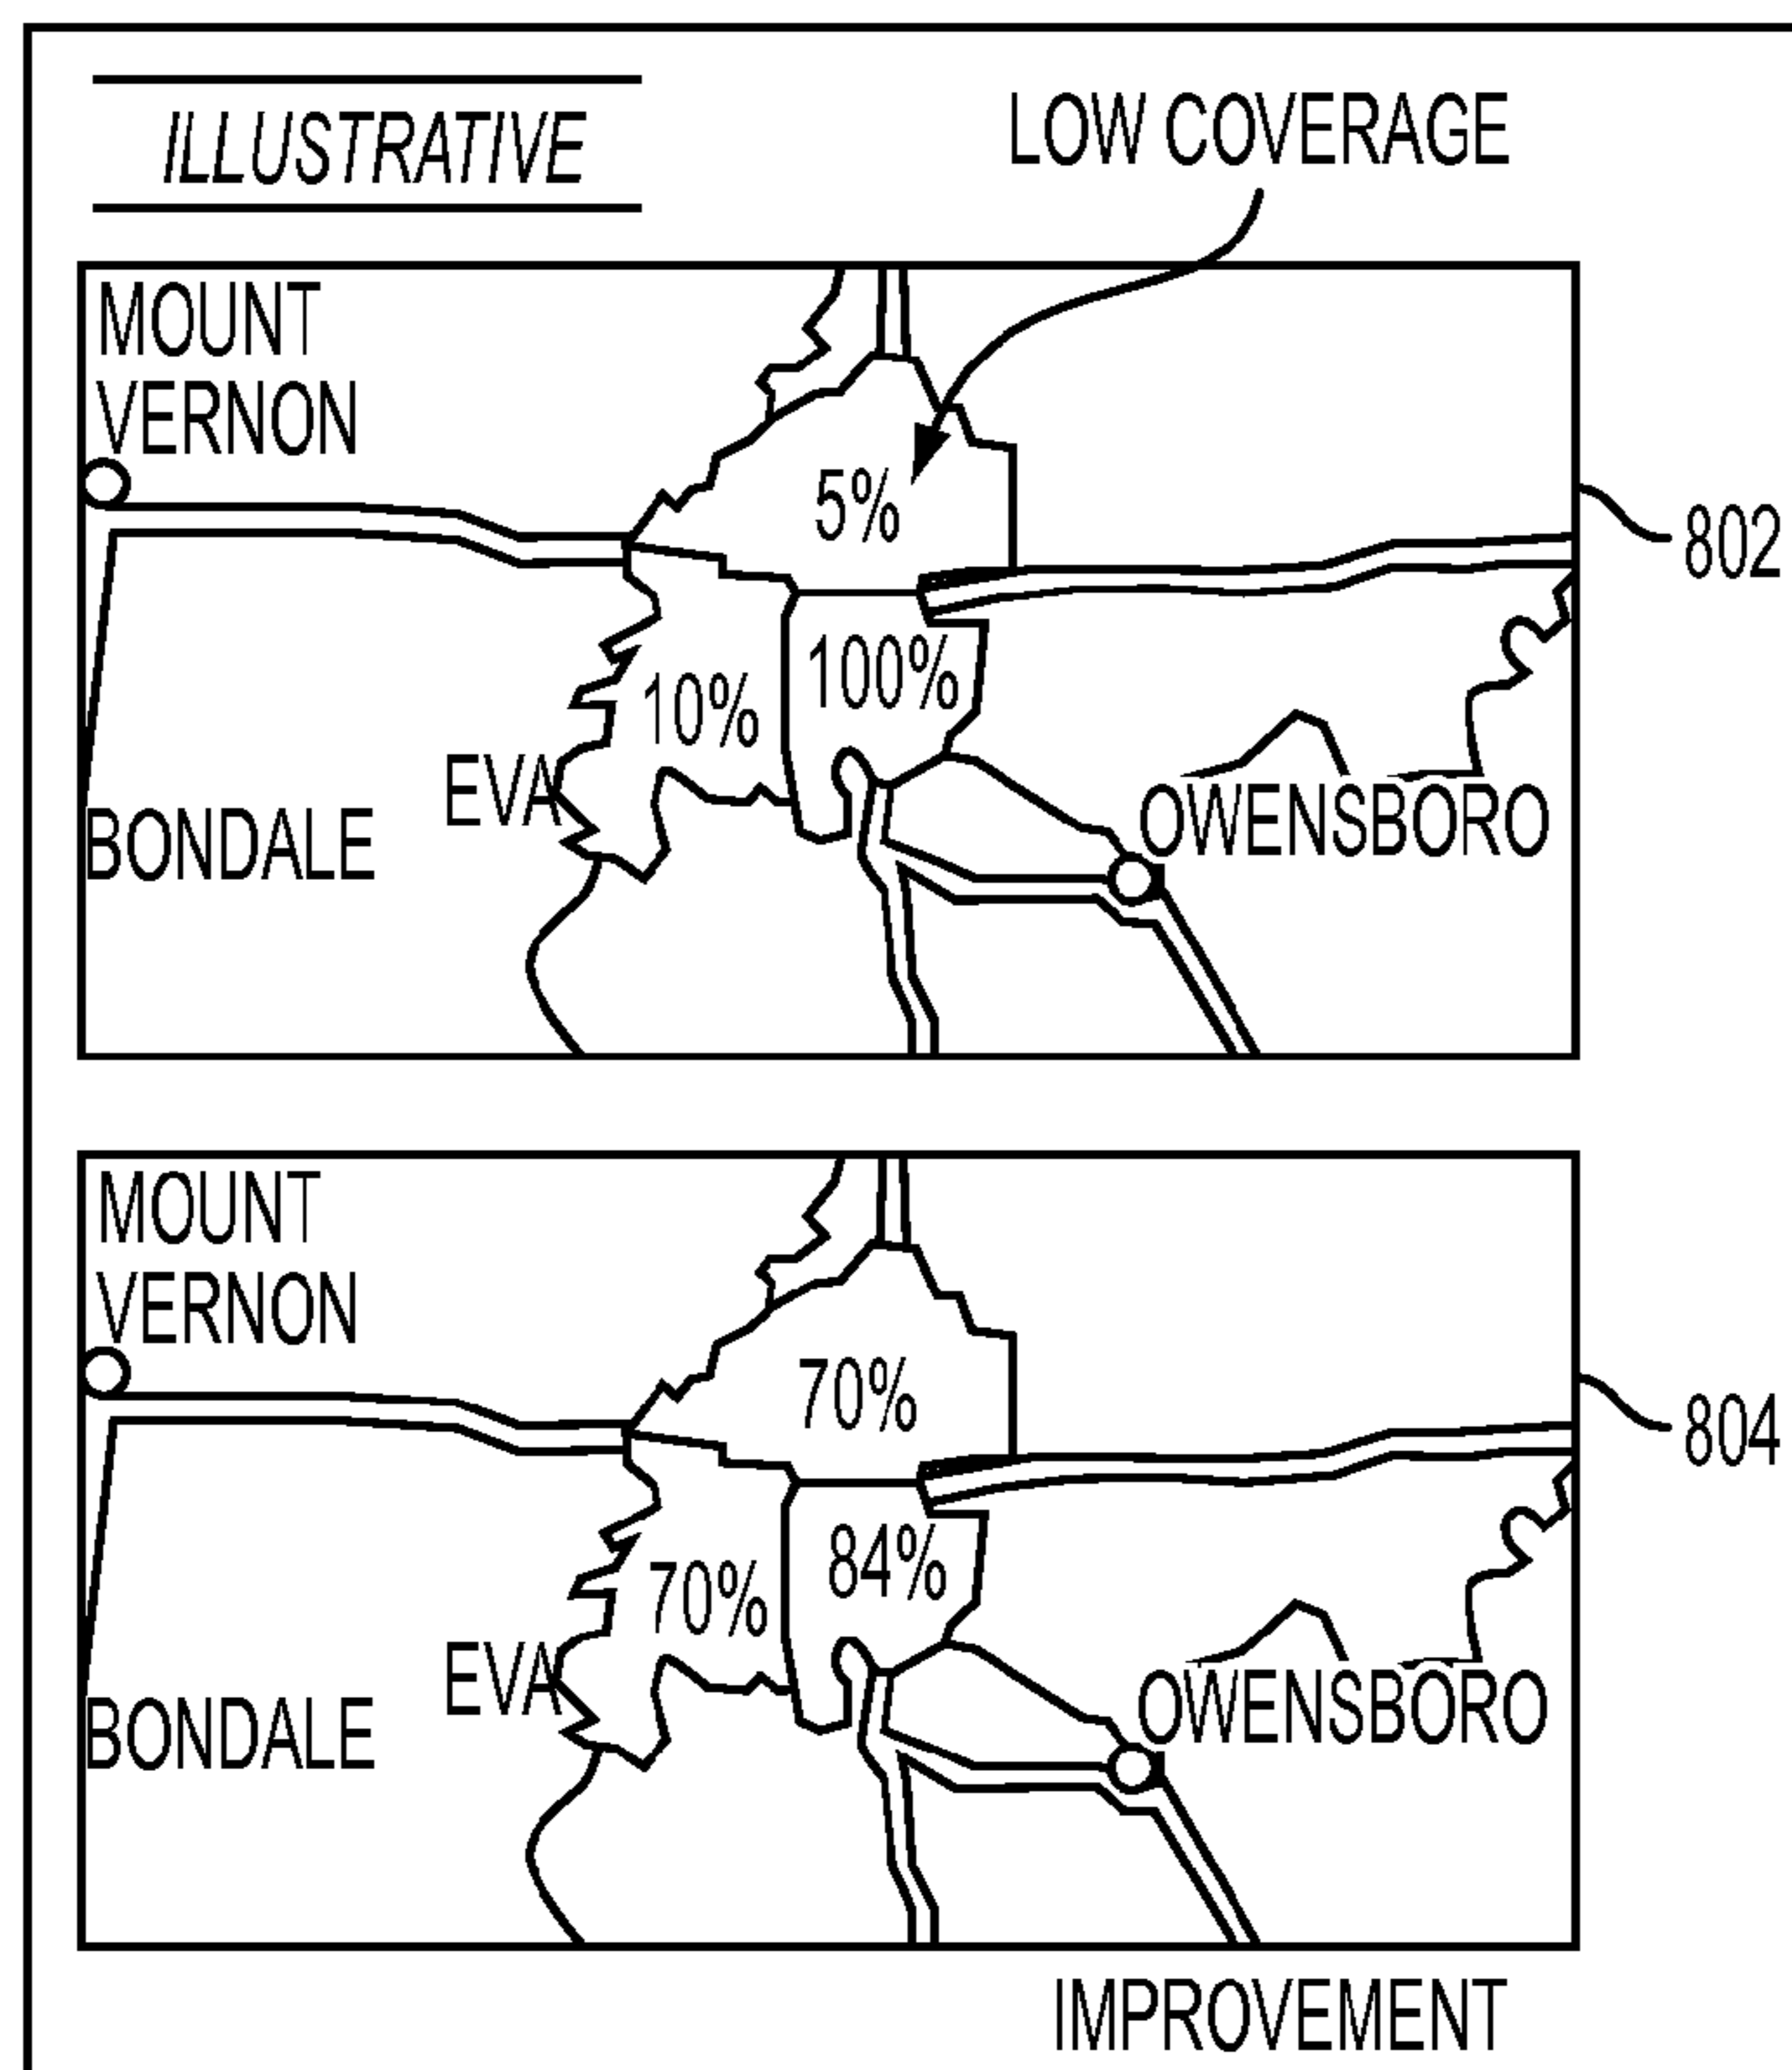 ILLUSTRATIVE
LOW COVERAGE
MOUNT
VERNON
5%
802
100%
10%
EVA
OWENSBORO
BONDALE
MOUNT
VERNON
70%
804
84%
70%
EVA
OWENSBORO
BONDALE
IMPROVEMENT